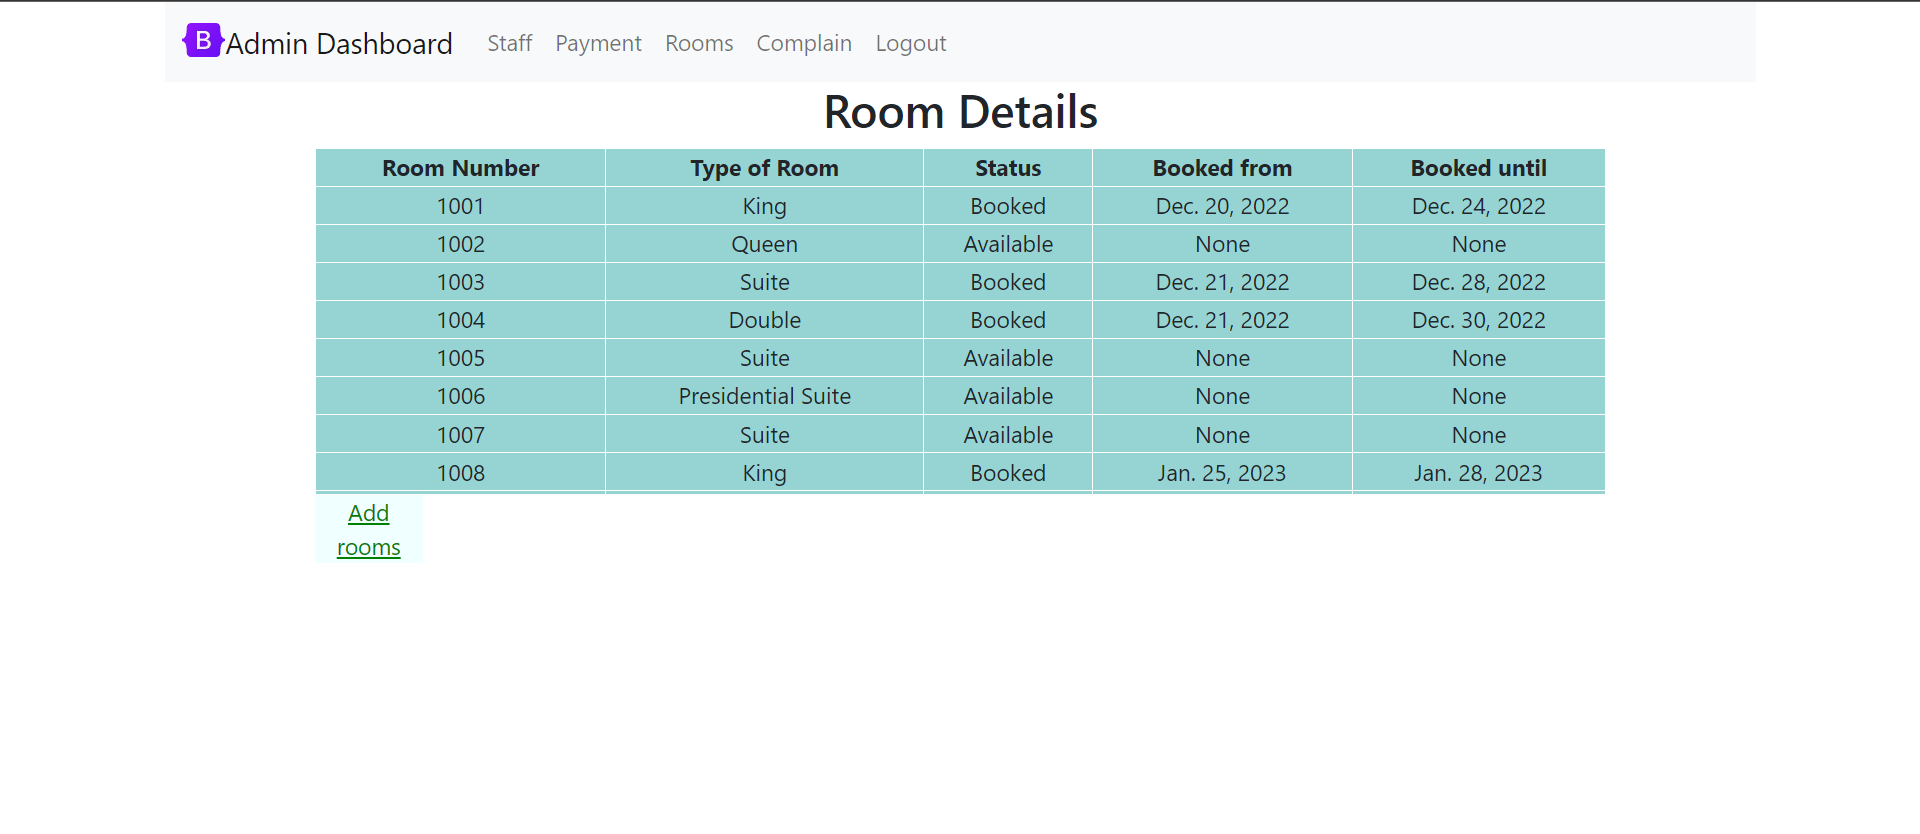 B Admin Dashboard Staff Payment Rooms Complain Logout
Room Details
Room Number Type of Room Status Booked from Booked until
1001 King Booked Dec. 20, 2022 Dec. 24, 2022
1002 Queen Available None None
1003 Suite Booked Dec. 21, 2022 Dec. 28, 2022
1004 Double Booked Dec. 21, 2022 Dec. 30, 2022
1005 Suite Available None None
1006 Presidential Suite Available None None
1007 Suite Available None None
1008 King Booked Jan. 25, 2023 Jan. 28, 2023
Add
rooms